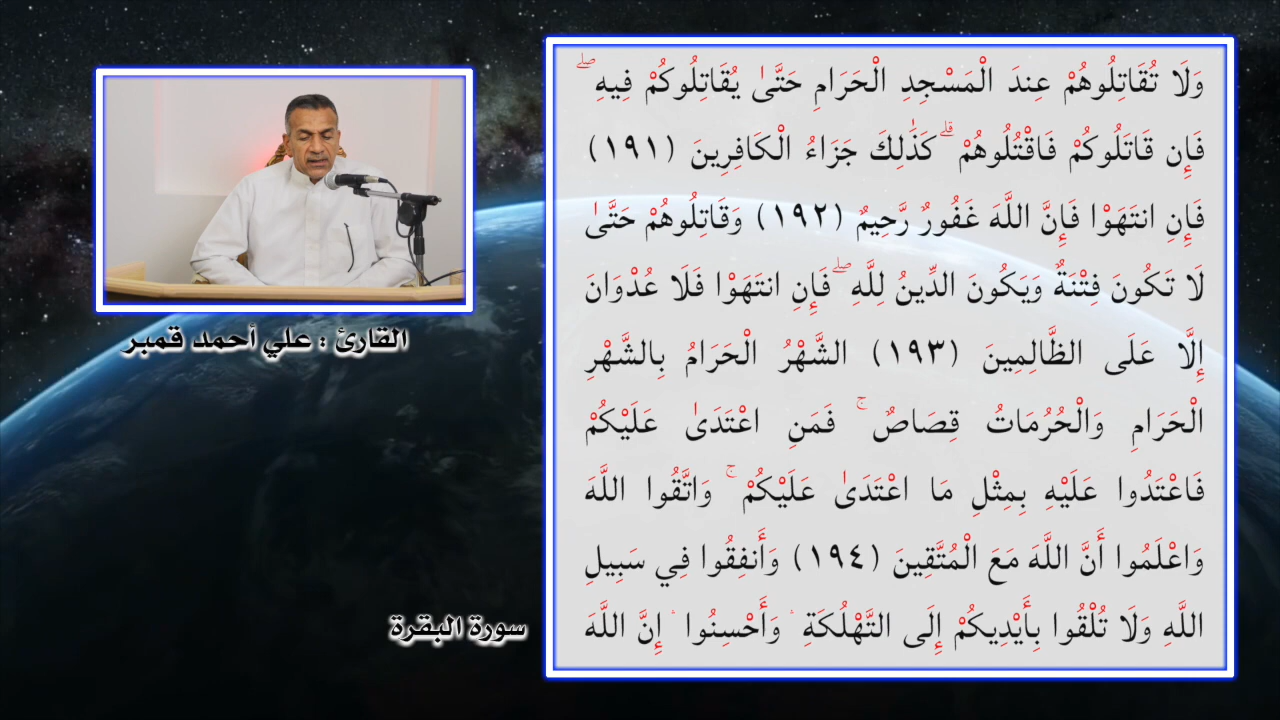 وَلَا تُقَاتِلُوهُمْ عِندَ الْمَسْجِدِ الْحَرَامِ حَتَّىٰ يُقَاتِلُوكُمْ فِيهِ ۖ
فَإِن قَاتَلُوكُمْ فَاقْتُلُوهُمْ ۗ كَذَٰلِكَ جَزَاءُ الْكَافِرِينَ (١٩١)
فَإِنِ انتَهَوْا فَإِنَّ اللَّهَ غَفُورٌ رَّحِيمٌ (١٩٢) وَقَاتِلُوهُمْ حَتَّىٰ
لَا تَكُونَ فِتْنَةٌ وَيَكُونَ الدِّينُ لِلَّهِ ۖ فَإِنِ انتَهَوْا فَلَا عُدْوَانَ
إِلَّا عَلَى الظَّالِمِينَ (١٩٣) الشَّهْرُ الْحَرَامُ بِالشَّهْرِ
الْحَرَامِ وَالْحُرُمَاتُ قِصَاصٌ ۚ فَمَنِ اعْتَدَىٰ عَلَيْكُمْ
فَاعْتَدُوا عَلَيْهِ بِمِثْلِ مَا اعْتَدَىٰ عَلَيْكُمْ ۚ وَاتَّقُوا اللَّهَ
وَاعْلَمُوا أَنَّ اللَّهَ مَعَ الْمُتَّقِينَ (١٩٤) وَأَنفِقُوا فِي سَبِيلِ
اللَّهِ وَلَا تُلْقُوا بِأَيْدِيكُمْ إِلَى التَّهْلُكَةِ ۛ وَأَحْسِنُوا ۛ إِنَّ اللَّهَ
القارئ : علي أحمد قمبر
سورة البقرة